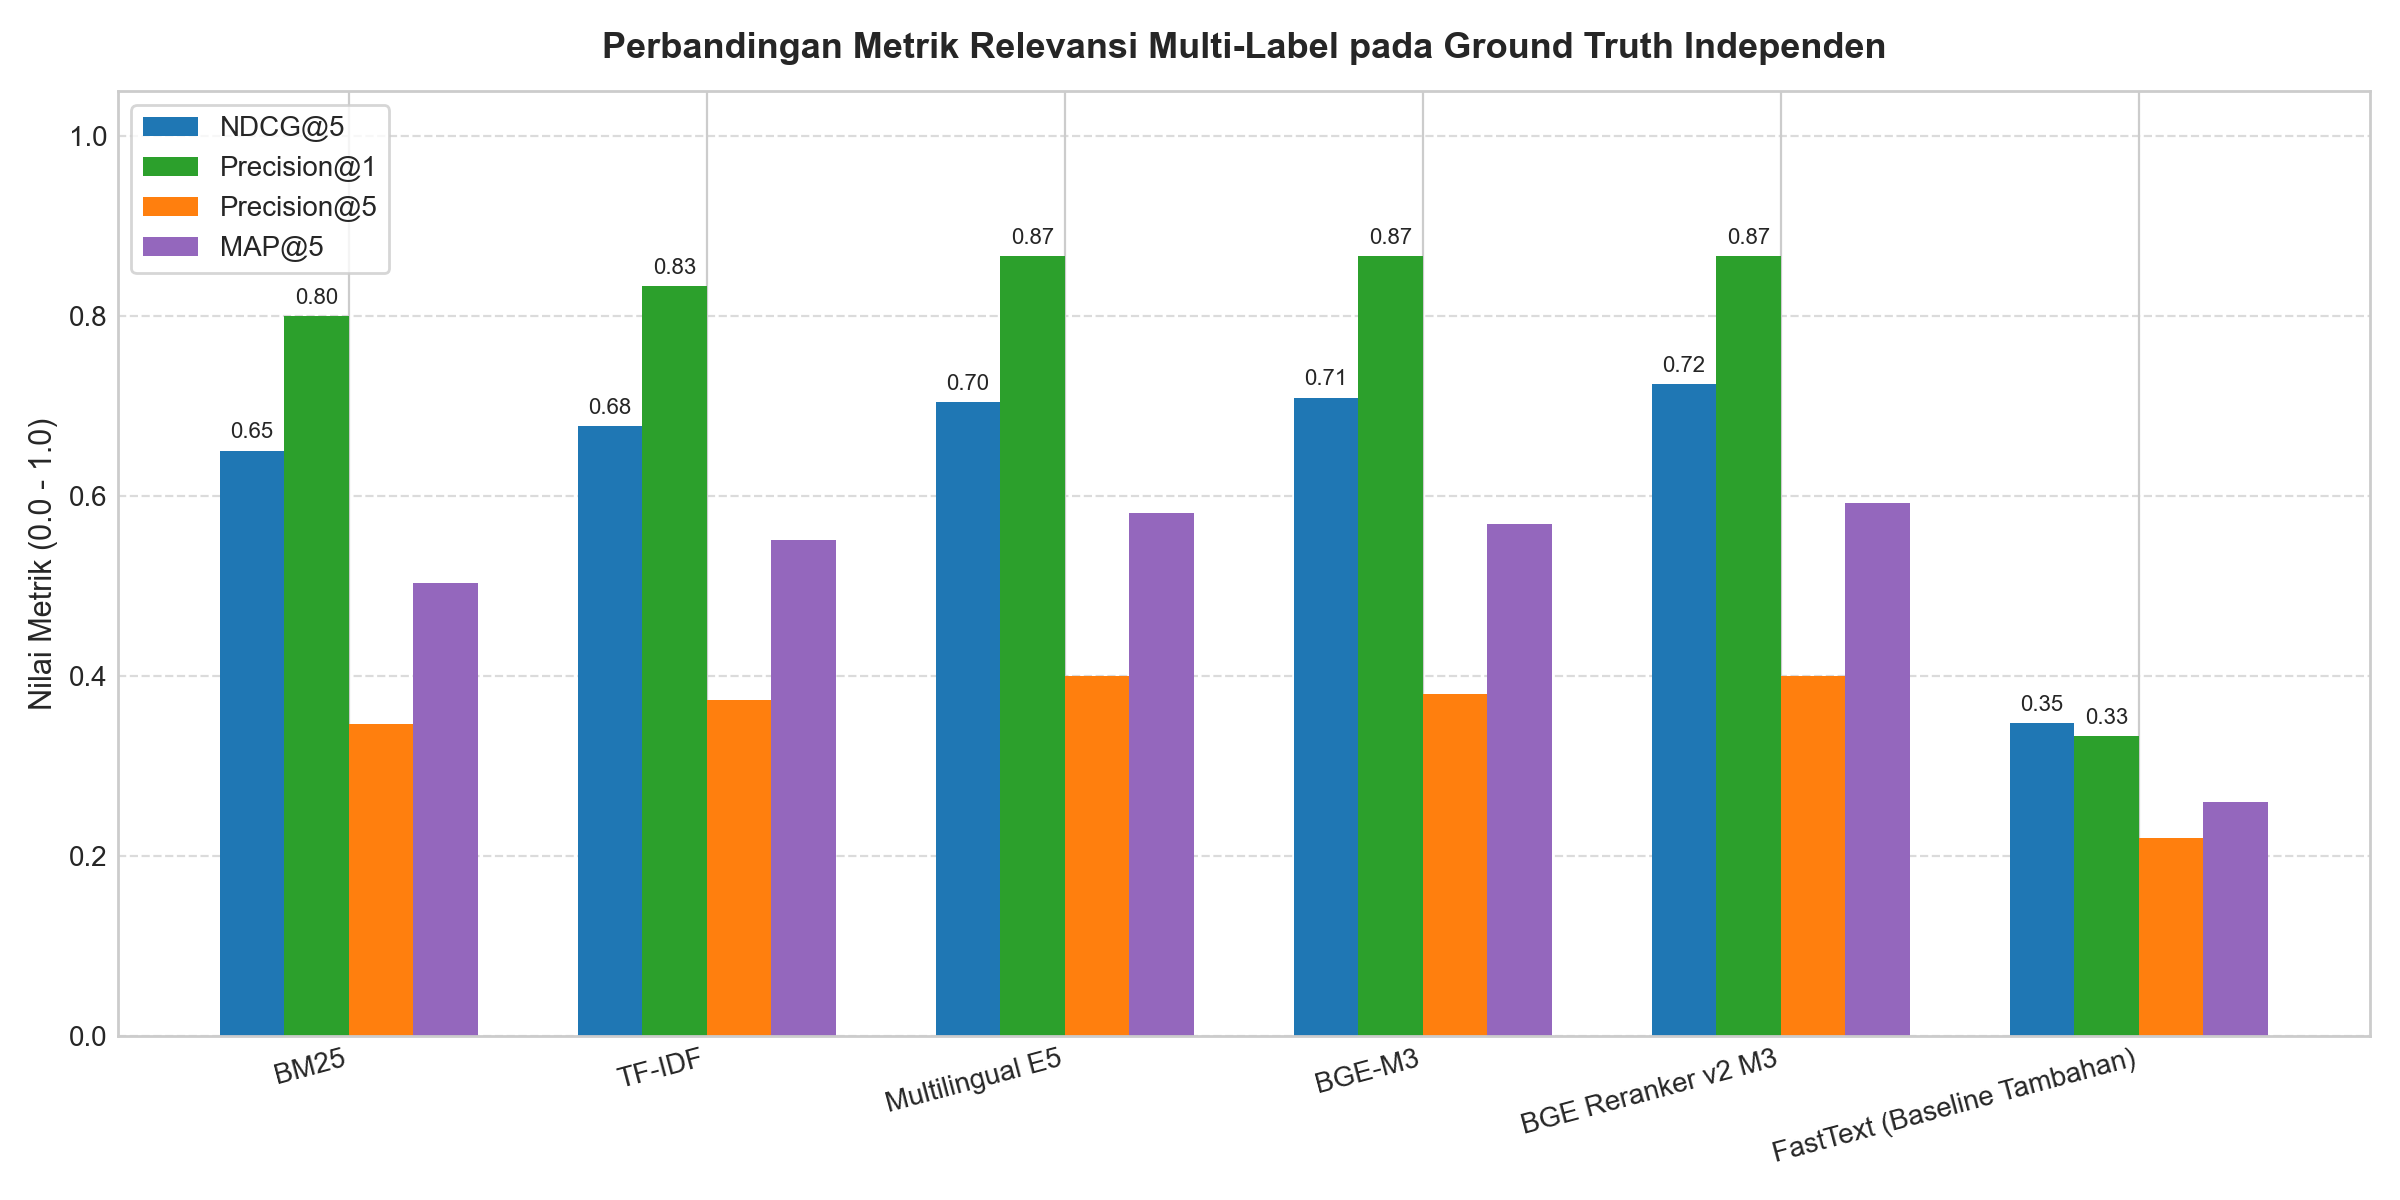 Perbandingan Metrik Relevansi Multi-Label pada Ground Truth Independen
NDCG@5
Precision@1
Precision@5
MAP@5
Nilai Metrik (0.0 - 1.0)
1.0
0.8
0.6
0.4
0.2
0.0
0.65
0.80
0.68
0.83
0.70
0.87
0.71
0.87
0.72
0.87
0.35
0.33
BM25
TF-IDF
Multilingual E5
BGE-M3
BGE Reranker v2 M3
FastText (Baseline Tambahan)